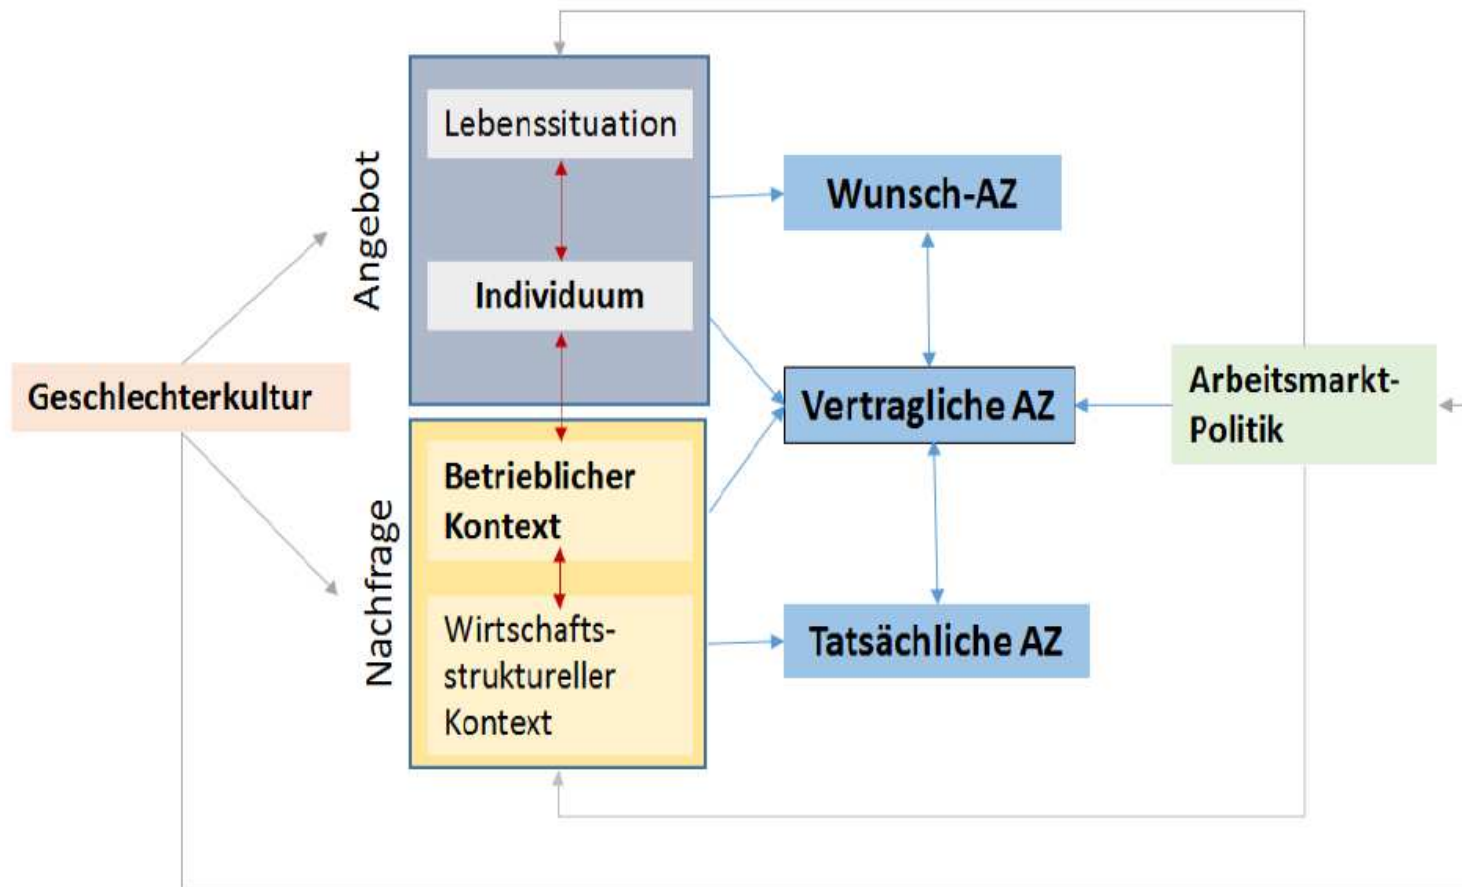 Geschlechterkultur
Angebot
Lebenssituation
Individuum
Nachfrage
Betrieblicher
Kontext
Wirtschafts-
struktureller
Kontext
Wunsch-AZ
Vertragliche AZ
Tatsächliche AZ
Arbeitsmarkt-
Politik